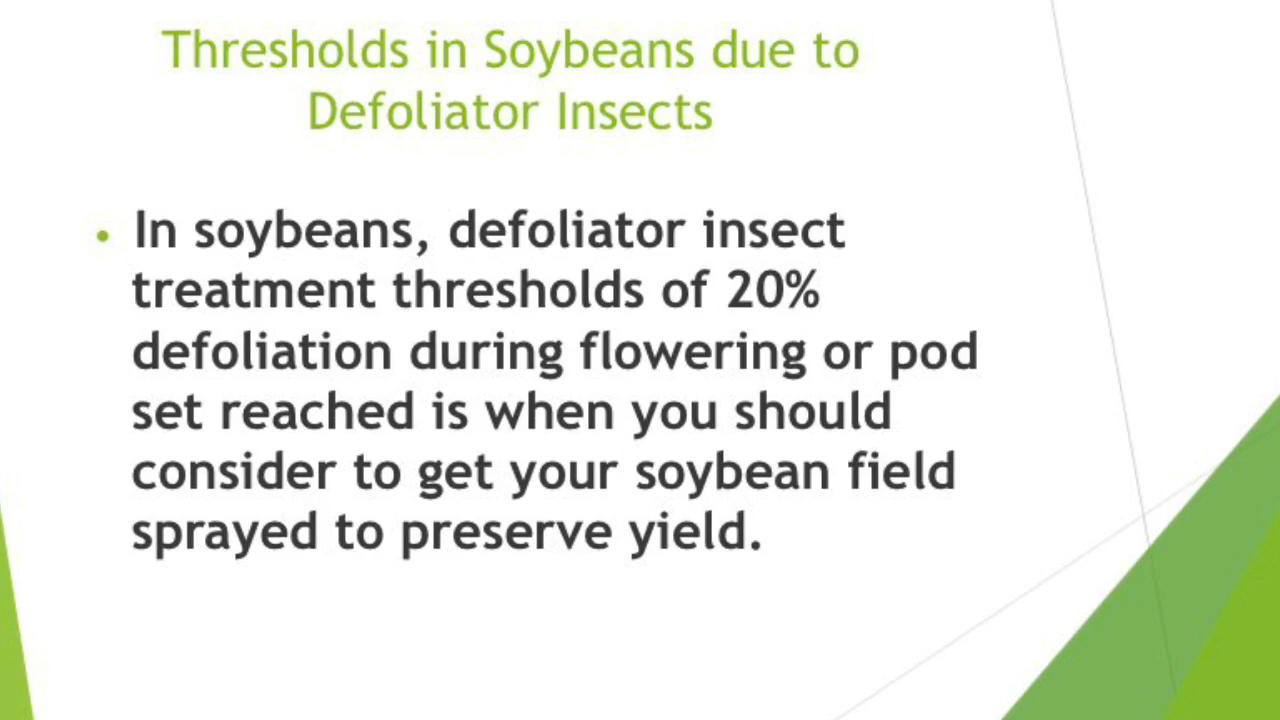 Thresholds in Soybeans due to
Defoliator Insects
• In soybeans, defoliator insect
treatment thresholds of 20%
defoliation during flowering or pod
set reached is when you should
consider to get your soybean field
sprayed to preserve yield.